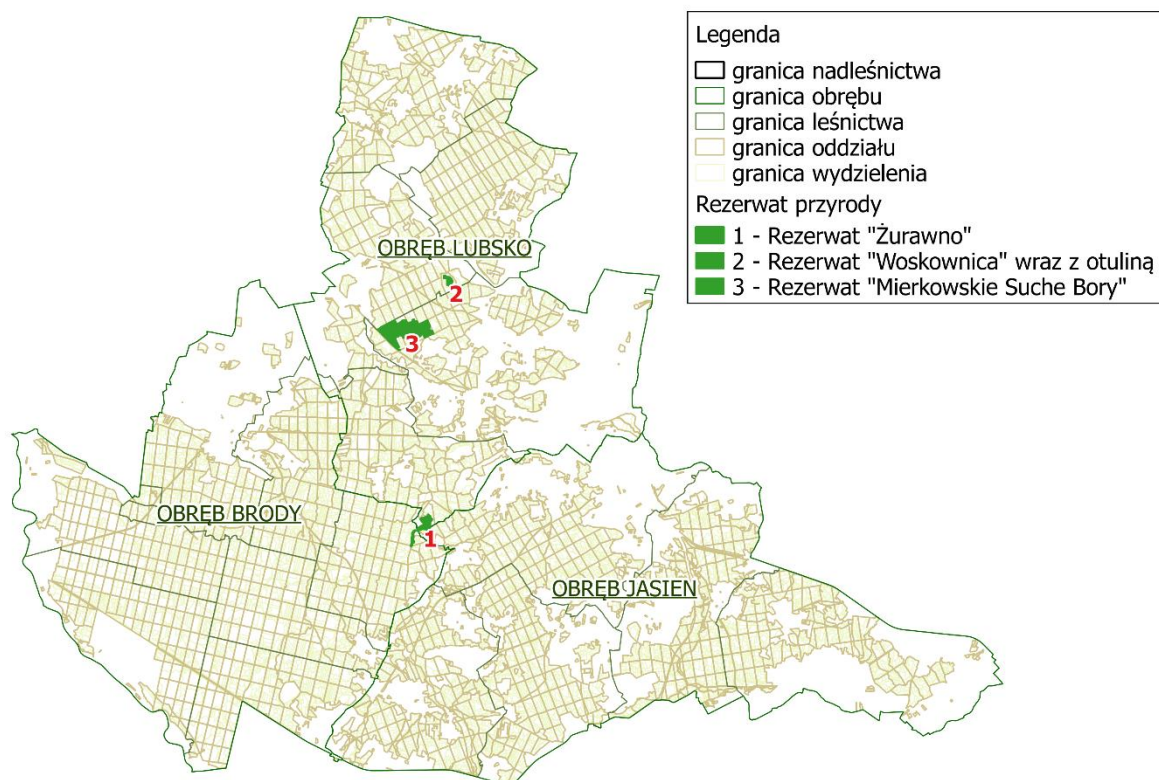 Legenda
granica nadleśnictwa
granica obrębu
granica leśnictwa
granica oddziału
granica wydzielenia
Rezerwat przyrody
1 - Rezerwat "Żurawno"
2 - Rezerwat "Woskownica" wraz z otuliną
3 - Rezerwat "Mierkowskie Suche Bory"
OBRĘB LUBSKO
2
3
OBRĘB BRODY
1
OBRĘB JASIEN